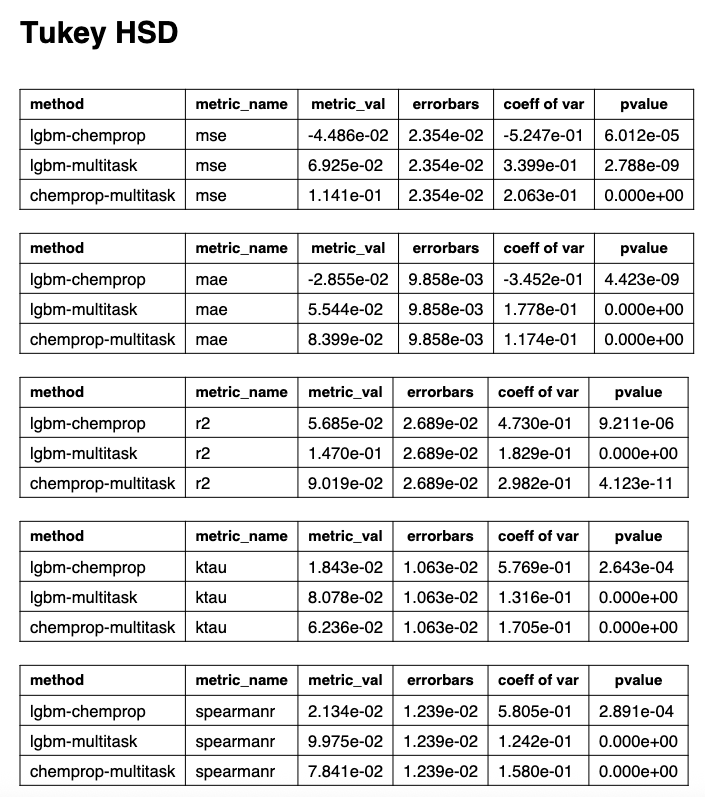 Tukey HSD
method metric_name metric_val errorbars coeff of var pvalue
lgbm-chemprop mse -4.486e-02 2.354e-02 -5.247e-01 6.012e-05
lgbm-multitask mse 6.925e-02 2.354e-02 3.399e-01 2.788e-09
chemprop-multitask mse 1.141e-01 2.354e-02 2.063e-01 0.000e+00
method metric_name metric_val errorbars coeff of var pvalue
lgbm-chemprop mae -2.855e-02 9.858e-03 -3.452e-01 4.423e-09
lgbm-multitask mae 5.544e-02 9.858e-03 1.778e-01 0.000e+00
chemprop-multitask mae 8.399e-02 9.858e-03 1.174e-01 0.000e+00
method metric_name metric_val errorbars coeff of var pvalue
lgbm-chemprop r2 5.685e-02 2.689e-02 4.730e-01 9.211e-06
lgbm-multitask r2 1.470e-01 2.689e-02 1.829e-01 0.000e+00
chemprop-multitask r2 9.019e-02 2.689e-02 2.982e-01 4.123e-11
method metric_name metric_val errorbars coeff of var pvalue
lgbm-chemprop ktau 1.843e-02 1.063e-02 5.769e-01 2.643e-04
lgbm-multitask ktau 8.078e-02 1.063e-02 1.316e-01 0.000e+00
chemprop-multitask ktau 6.236e-02 1.063e-02 1.705e-01 0.000e+00
method metric_name metric_val errorbars coeff of var pvalue
lgbm-chemprop spearmanr 2.134e-02 1.239e-02 5.805e-01 2.891e-04
lgbm-multitask spearmanr 9.975e-02 1.239e-02 1.242e-01 0.000e+00
chemprop-multitask spearmanr 7.841e-02 1.239e-02 1.580e-01 0.000e+00